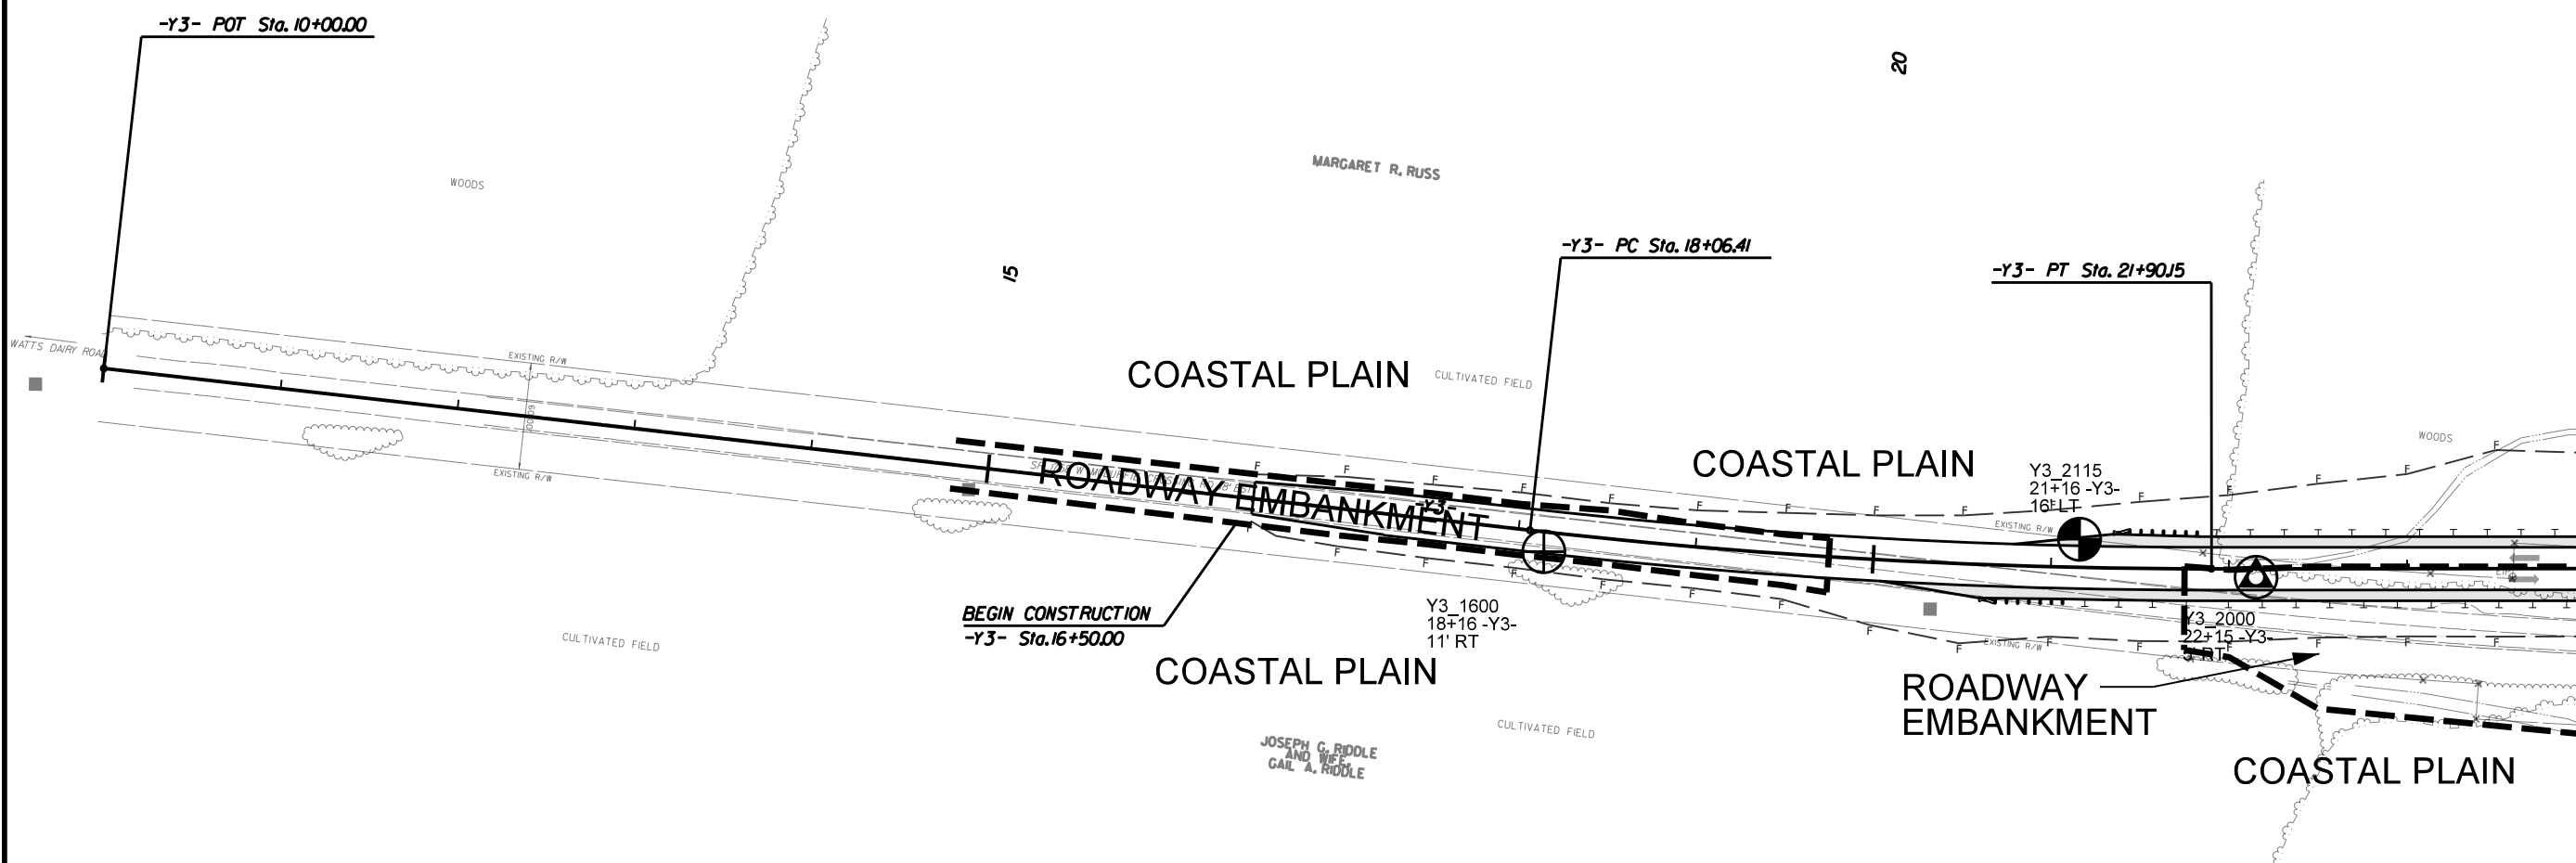 -Y3- POT Sta. 10+00.00
20
WOODS
MARGARET R. RUSS
-Y3- PC Sta. 18+06.41
-Y3- PT Sta. 21+90.15
15
WATTS DAIRY ROAD
EXISTING R/W
COASTAL PLAIN
CULTIVATED FIELD
60.00'
WOODS
COASTAL PLAIN
Y3_2115
21+16 -Y3-
16' LT
EXISTING R/W
ROADWAY EMBANKMENT
-Y3-
EXISTING R/W
BEGIN CONSTRUCTION
-Y3- Sta. 16+50.00
Y3_1600
18+16 -Y3-
11' RT
Y3_2000
22+15 -Y3-
RT
EXISTING R/W
CULTIVATED FIELD
COASTAL PLAIN
ROADWAY
EMBANKMENT
CULTIVATED FIELD
JOSEPH G. RIDDLE
AND WIFE,
GAIL A. RIDDLE
COASTAL PLAIN